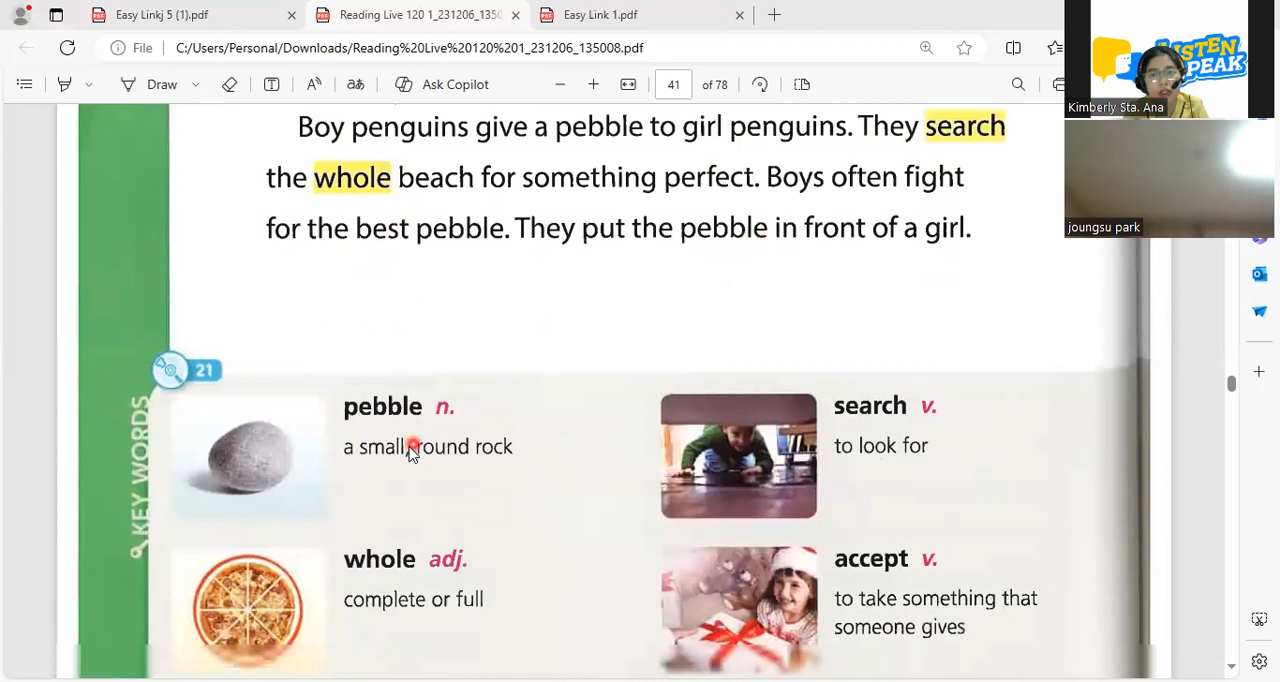 Easy Linkj 5 (1).pdf
Reading Live 120 1_231206_1350
Easy Link 1.pdf
File
C:/Users/Personal/Downloads/Reading%20Live%20120%201_231206_135008.pdf
Draw
Ask Copilot
41 of 78
LISTEN
SPEAK
Kimberly Sta. Ana
joungsu park
Boy penguins give a pebble to girl penguins. They search
the whole beach for something perfect. Boys often fight
for the best pebble. They put the pebble in front of a girl.
21
KEY WORDS
pebble n.
a small, round rock
search v.
to look for
whole adj.
complete or full
accept v.
to take something that
someone gives